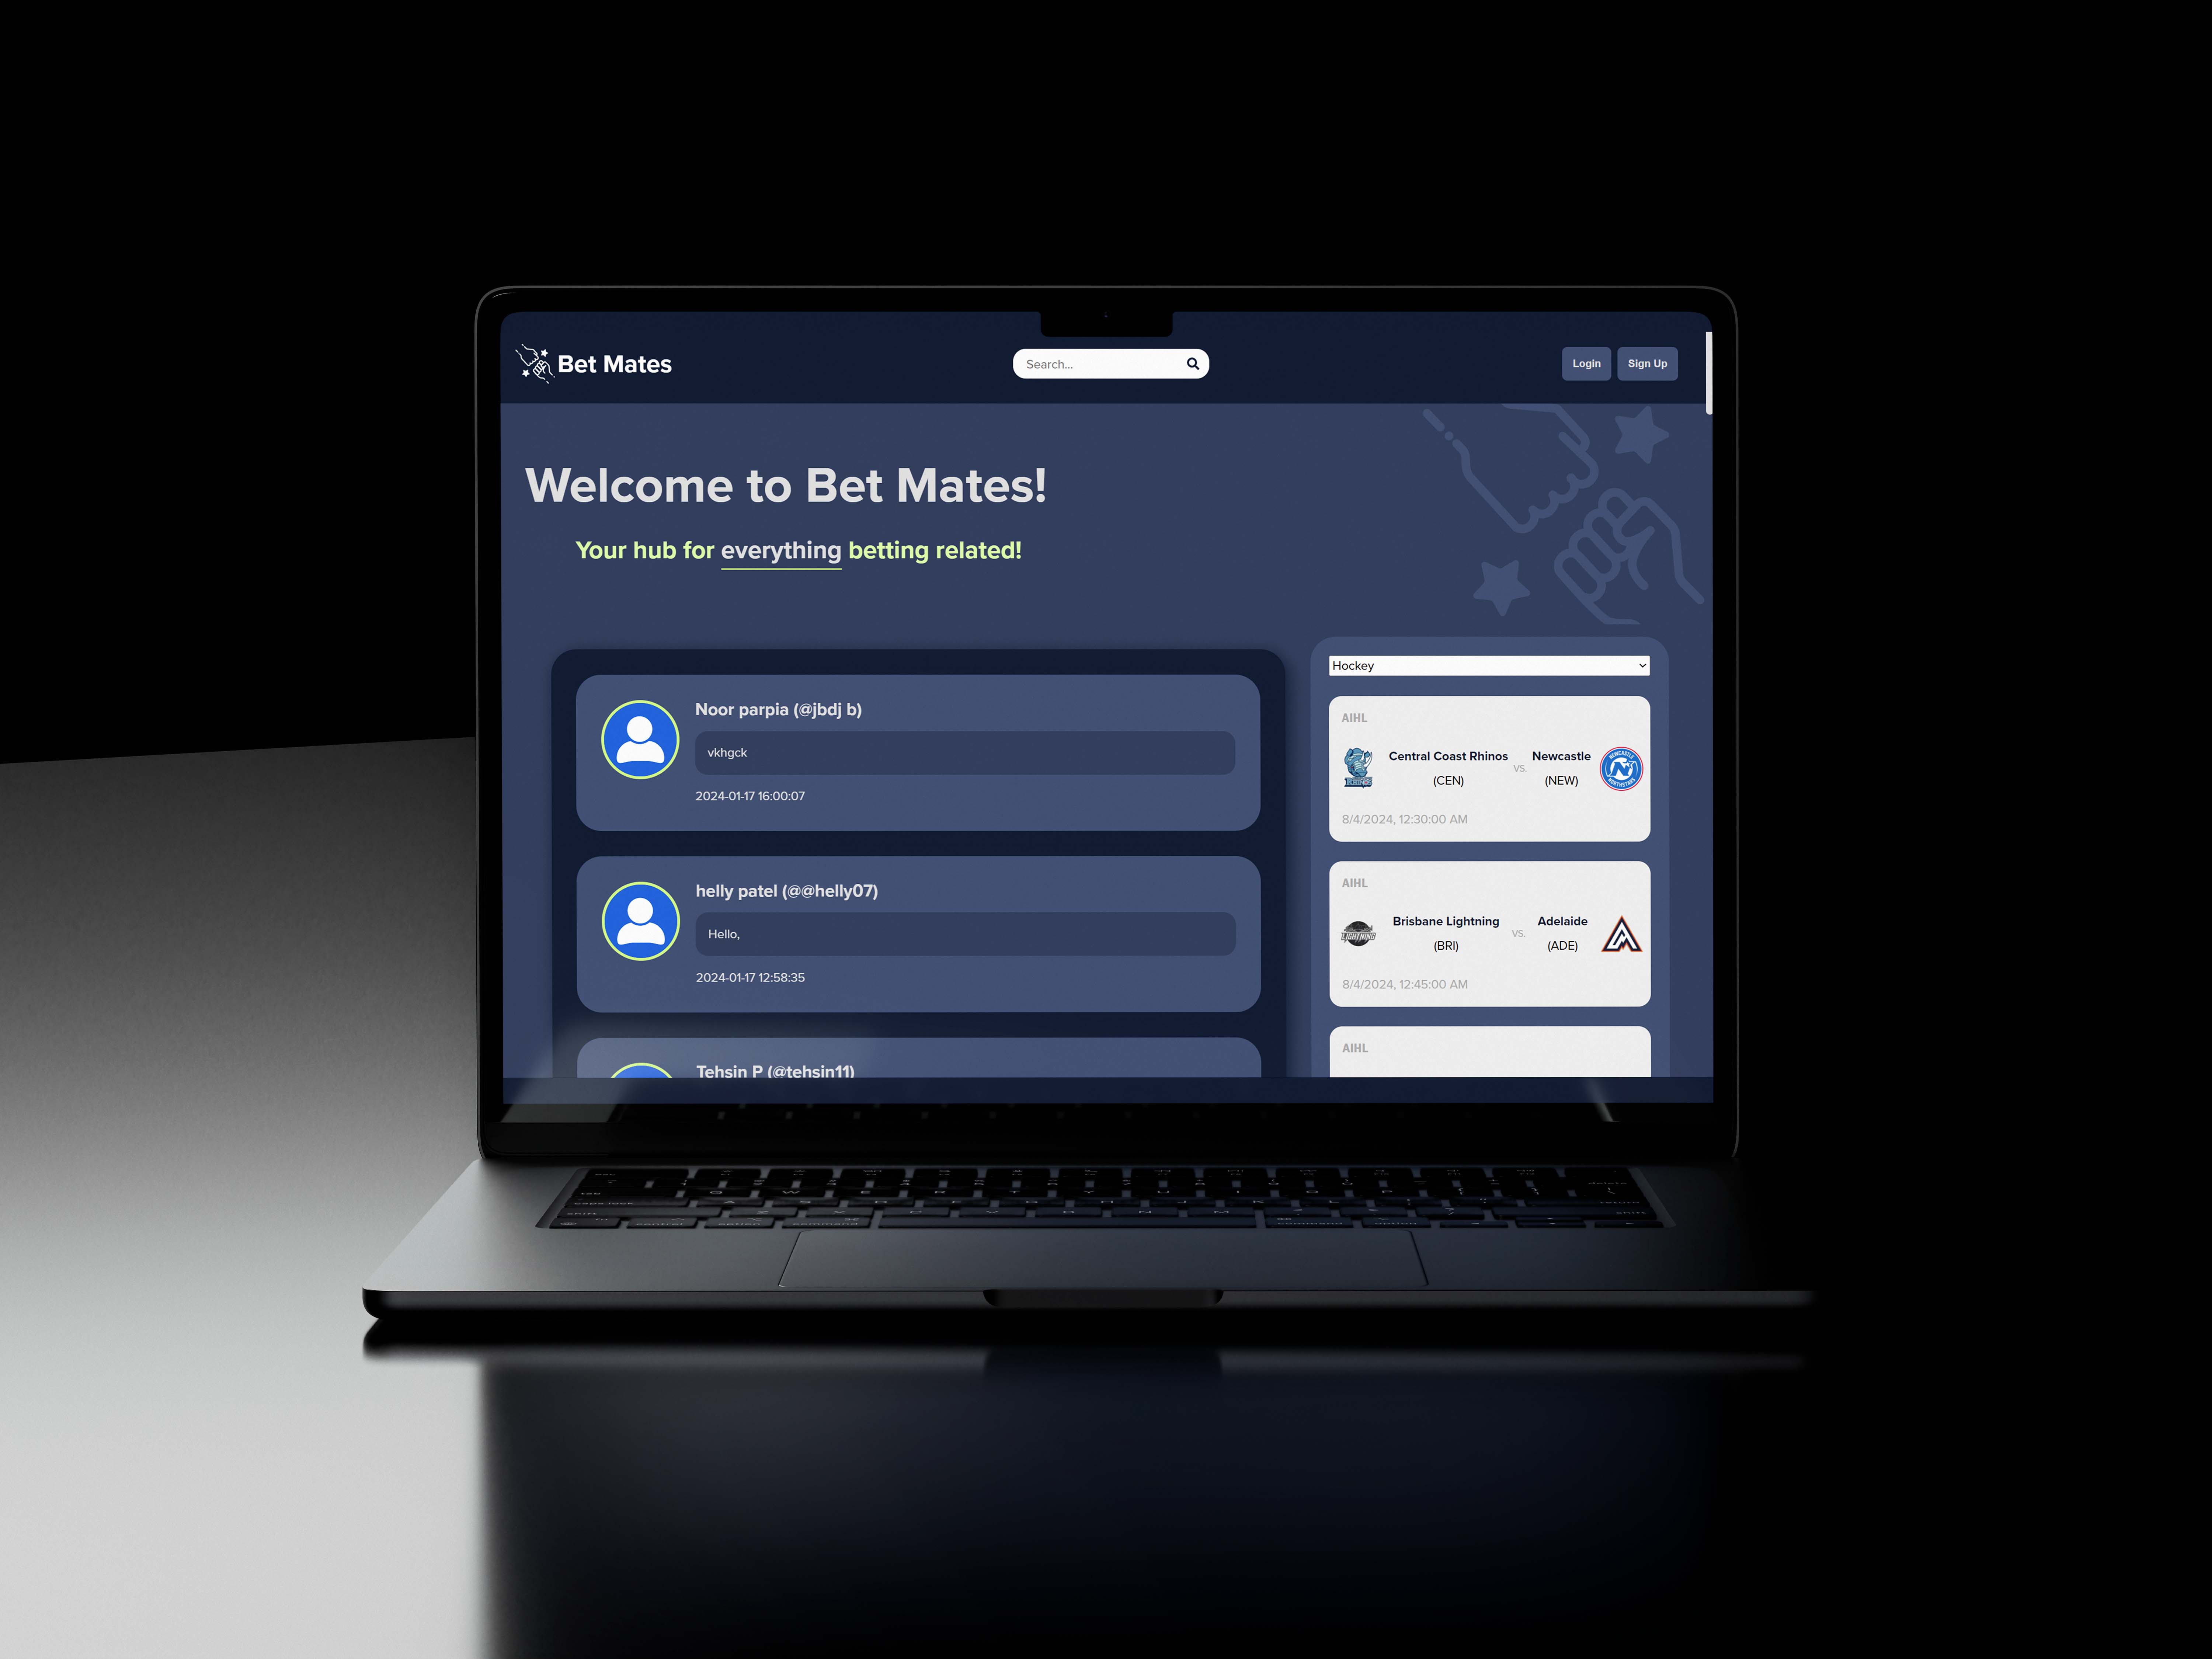 Bet Mates
Search...
Login
Sign Up
Welcome to Bet Mates!
Your hub for everything betting related!
Noor parpia (@jbdj b)
vkhgck
2024-01-17 16:00:07
helly patel (@@helly07)
Hello,
2024-01-17 12:58:35
Tehsin P (@tehsin11)
Hockey
AIHL
Central Coast Rhinos
(CEN)
VS.
Newcastle
(NEW)
NEWCASTLE
NORTHSTARS
8/4/2024, 12:30:00 AM
AIHL
LIGHTNING
Brisbane Lightning
(BRI)
VS.
Adelaide
(ADE)
8/4/2024, 12:45:00 AM
AIHL